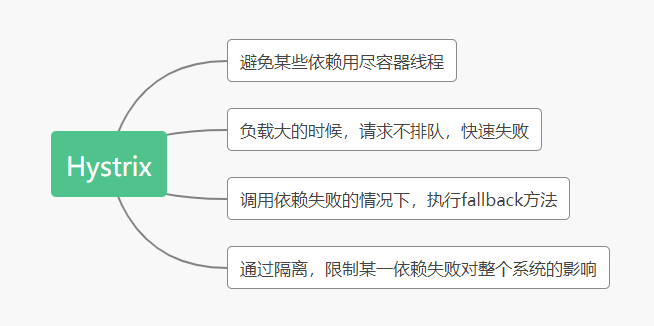 Hystrix
避免某些依赖用尽容器线程
负载大的时候，请求不排队，快速失败
调用依赖失败的情况下，执行fallback方法
通过隔离，限制某一依赖失败对整个系统的影响